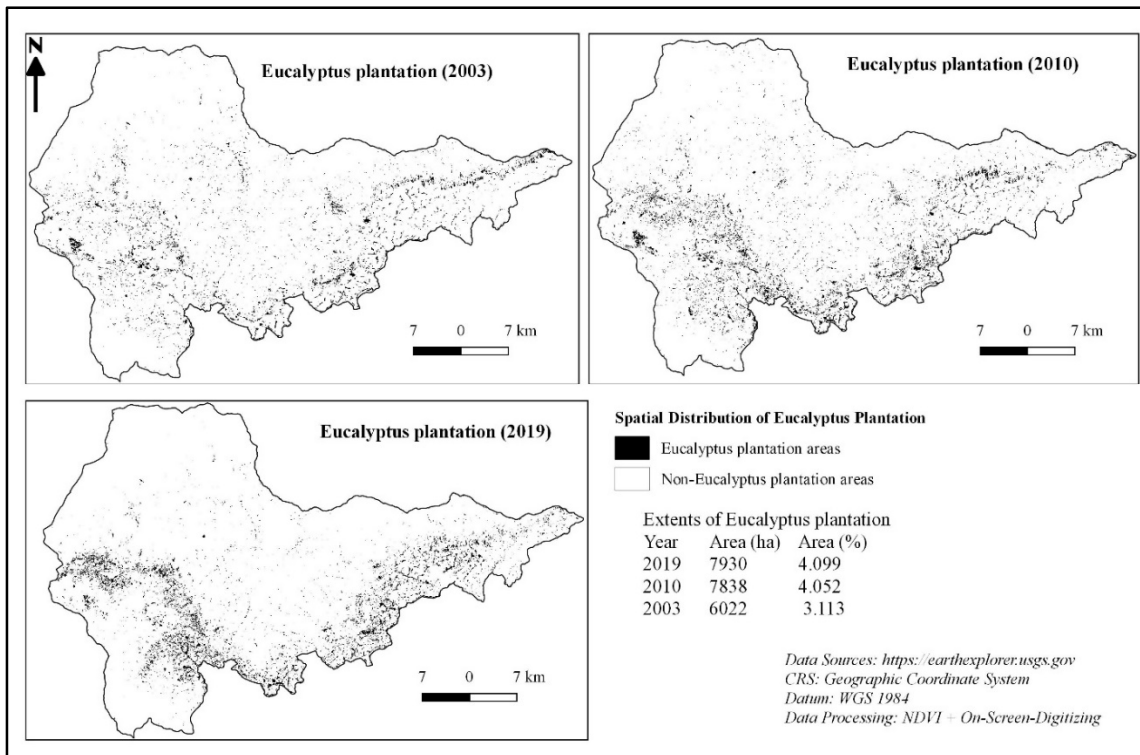 N
Eucalyptus plantation (2003)
7 0 7 km
Eucalyptus plantation (2010)
7 0 7 km
Eucalyptus plantation (2019)
7 0 7 km
Spatial Distribution of Eucalyptus Plantation
Eucalyptus plantation areas
Non-Eucalyptus plantation areas
Extents of Eucalyptus plantation
Year Area (ha) Area (%)
2019 7930 4.099
2010 7838 4.052
2003 6022 3.113
Data Sources: https://earthexplorer.usgs.gov
CRS: Geographic Coordinate System
Datum: WGS 1984
Data Processing: NDVI + On-Screen-Digitizing